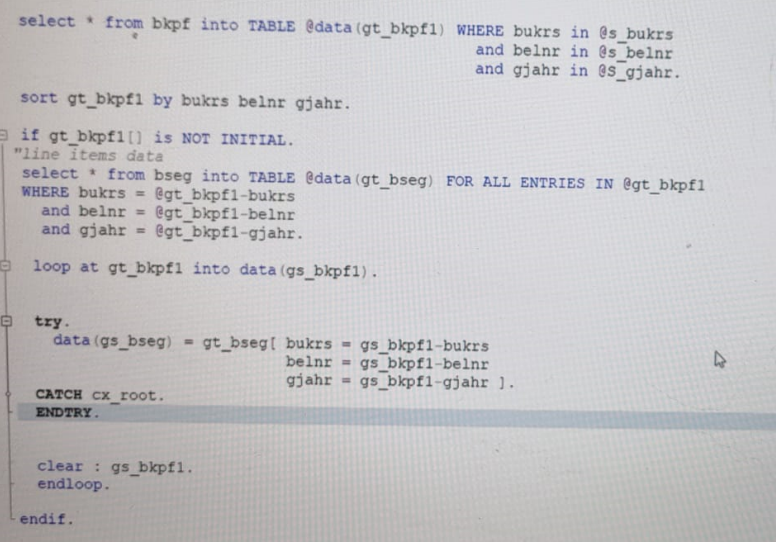 select * from bkpf into TABLE @data(gt_bkpf1) WHERE bukrs in @s_bukrs
and belnr in @s_belnr
and gjahr in @S_gjahr.
sort gt_bkpf1 by bukrs belnr gjahr.
if gt_bkpf1[] is NOT INITIAL.
"line items data
select * from bseg into TABLE @data(gt_bseg) FOR ALL ENTRIES IN @gt_bkpf1
WHERE bukrs = @gt_bkpf1-bukrs
and belnr = @gt_bkpf1-belnr
and gjahr = @gt_bkpf1-gjahr.
loop at gt_bkpf1 into data(gs_bkpf1).
try.
data(gs_bseg) = gt_bseg[ bukrs = gs_bkpf1-bukrs
belnr = gs_bkpf1-belnr
gjahr = gs_bkpf1-gjahr ].
CATCH cx_root.
ENDTRY.
clear : gs_bkpf1.
endloop.
endif.